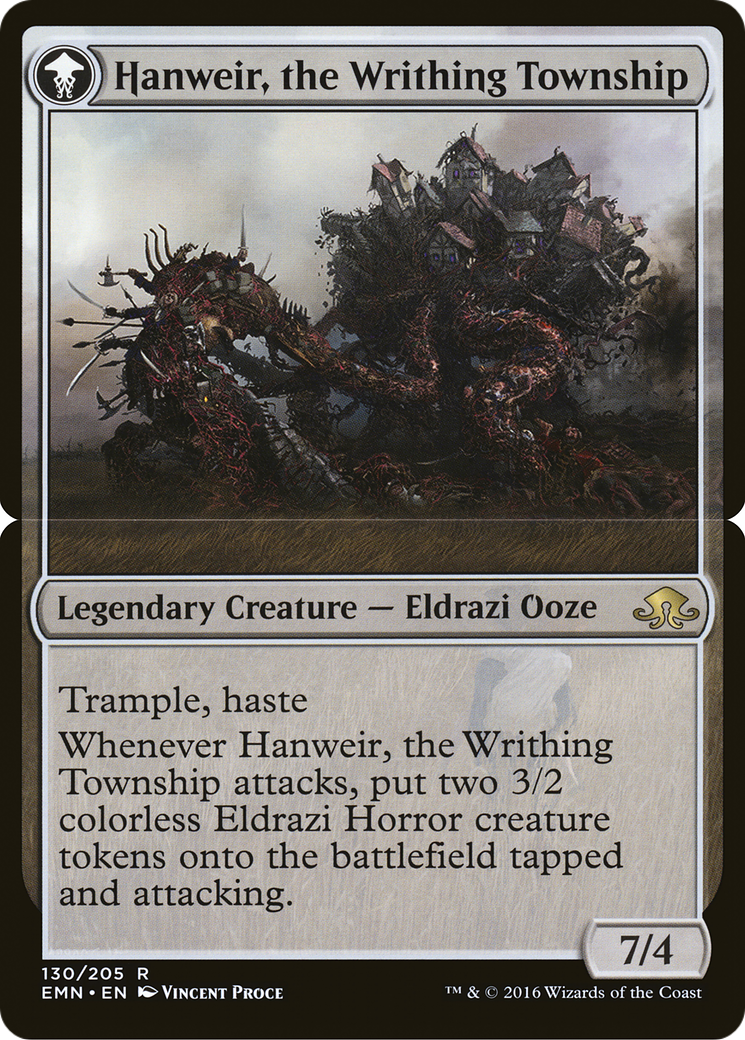 Hanweir, the Writhing Township
Legendary Creature — Eldrazi Ooze
Trample, haste
Whenever Hanweir, the Writhing
Township attacks, put two 3/2
colorless Eldrazi Horror creature
tokens onto the battlefield tapped
and attacking.
7/4
130/205 R
EMN • EN Vincent Proce
™ & © 2016 Wizards of the Coast